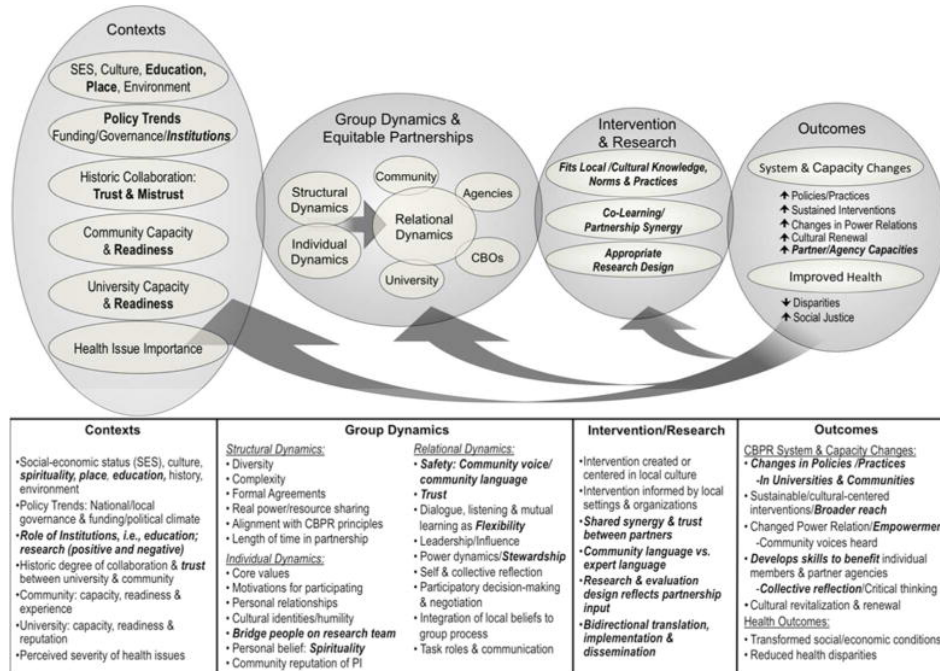 Contexts
SES, Culture, Education,
Place, Environment
Policy Trends
Funding/Governance/Institutions
Historic Collaboration:
Trust & Mistrust
Community Capacity
& Readiness
University Capacity
& Readiness
Health Issue Importance
Group Dynamics &
Equitable Partnerships
Structural
Dynamics
Individual
Dynamics
Community
Agencies
Relational
Dynamics
CBOs
University
Intervention
& Research
Fits Local /Cultural Knowledge,
Norms & Practices
Co-Learning/
Partnership Synergy
Appropriate
Research Design
Outcomes
System & Capacity Changes
Policies/Practices
Sustained Interventions
Changes in Power Relations
Cultural Renewal
Partner/Agency Capacities
Improved Health
Disparities
Social Justice
Contexts
•Social-economic status (SES), culture,
spirituality, place, education, history,
environment
•Policy Trends: National/local
governance & funding/political climate
•Role of Institutions, i.e., education;
research (positive and negative)
•Historic degree of collaboration & trust
between university & community
•Community: capacity, readiness &
experience
•University: capacity, readiness &
reputation
•Perceived severity of health issues
Group Dynamics
Structural Dynamics:
• Diversity
• Complexity
• Formal Agreements
• Real power/resource sharing
• Alignment with CBPR principles
• Length of time in partnership
Individual Dynamics:
• Core values
• Motivations for participating
• Personal relationships
• Cultural identities/humility
• Bridge people on research team
• Personal belief: Spirituality
• Community reputation of PI
Relational Dynamics:
• Safety: Community voice/
community language
• Trust
• Dialogue, listening & mutual
learning as Flexibility
• Leadership/Influence
• Power dynamics/Stewardship
• Self & collective reflection
• Participatory decision-making
& negotiation
• Integration of local beliefs to
group process
• Task roles & communication
Intervention/Research
• Intervention created or
centered in local culture
• Intervention informed by local
settings & organizations
• Shared synergy & trust
between partners
• Community language vs.
expert language
• Research & evaluation
design reflects partnership
input
• Bidirectional translation,
implementation &
dissemination
Outcomes
CBPR System & Capacity Changes:
• Changes in Policies /Practices
-In Universities & Communities
• Sustainable/cultural-centered
interventions/Broader reach
• Changed Power Relation/Empowerment
-Community voices heard
• Develops skills to benefit individual
members & partner agencies
-Collective reflection/Critical thinking
• Cultural revitalization & renewal
Health Outcomes:
• Transformed social/economic conditions
• Reduced health disparities